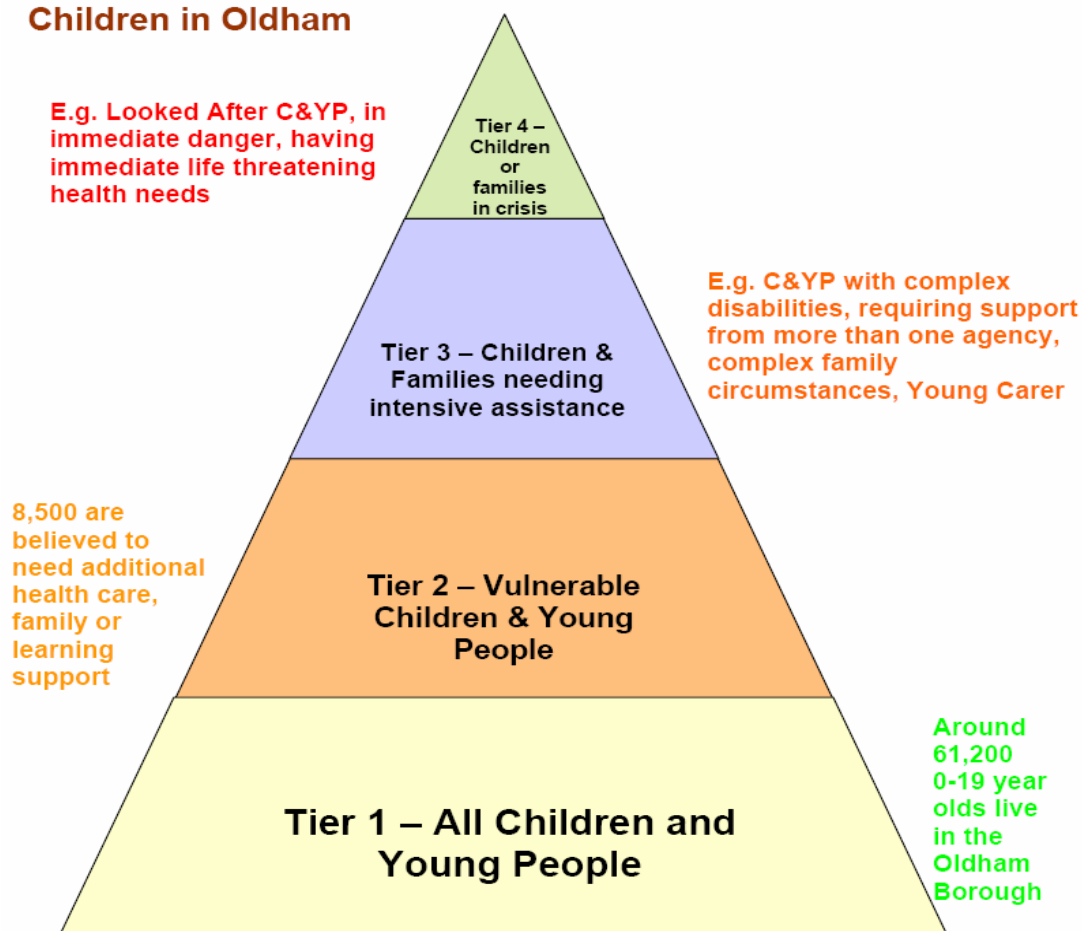 Children in Oldham
E.g. Looked After C&YP, in
immediate danger, having
immediate life threatening
health needs
Tier 4 –
Children
or
families
in crisis
E.g. C&YP with complex
disabilities, requiring support
from more than one agency,
complex family
circumstances, Young Carer
Tier 3 – Children &
Families needing
intensive assistance
8,500 are
believed to
need additional
health care,
family or
learning
support
Tier 2 – Vulnerable
Children & Young
People
Around
61,200
0-19 year
olds live
in the
Oldham
Borough
Tier 1 – All Children and
Young People